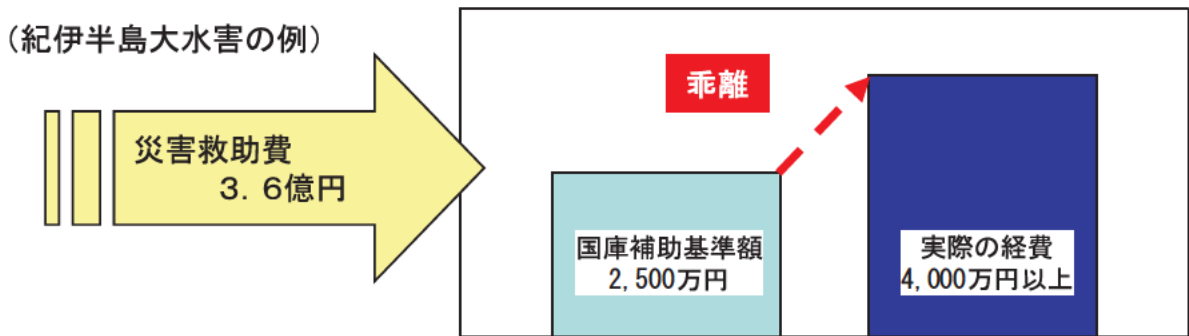 （紀伊半島大水害の例）
災害救助費
３．６億円
乖離
国庫補助基準額
2,500万円
実際の経費
4,000万円以上